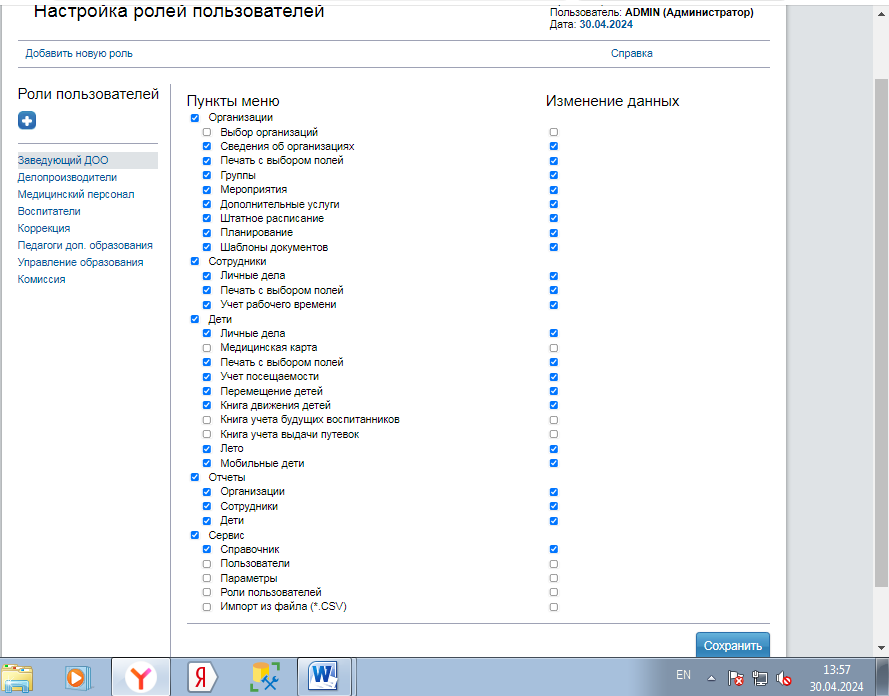 Настройка ролей пользователей
Пользователь: ADMIN (Администратор)
Дата: 30.04.2024
Добавить новую роль
Справка
Роли пользователей
Заведующий ДОО
Делопроизводители
Медицинский персонал
Воспитатели
Коррекция
Педагоги доп. образования
Управление образования
Комиссия
Пункты меню
Изменение данных
Организации
Выбор организаций
Сведения об организациях
Печать с выбором полей
Группы
Мероприятия
Дополнительные услуги
Штатное расписание
Планирование
Шаблоны документов
Сотрудники
Личные дела
Печать с выбором полей
Учет рабочего времени
Дети
Личные дела
Медицинская карта
Печать с выбором полей
Учет посещаемости
Перемещение детей
Книга движения детей
Книга учета будущих воспитанников
Книга учета выдачи путевок
Лето
Мобильные дети
Отчеты
Организации
Сотрудники
Дети
Сервис
Справочник
Пользователи
Параметры
Роли пользователей
Импорт из файла (*.CSV)
Сохранить
Y
Я
W
EN
13:57
30.04.2024